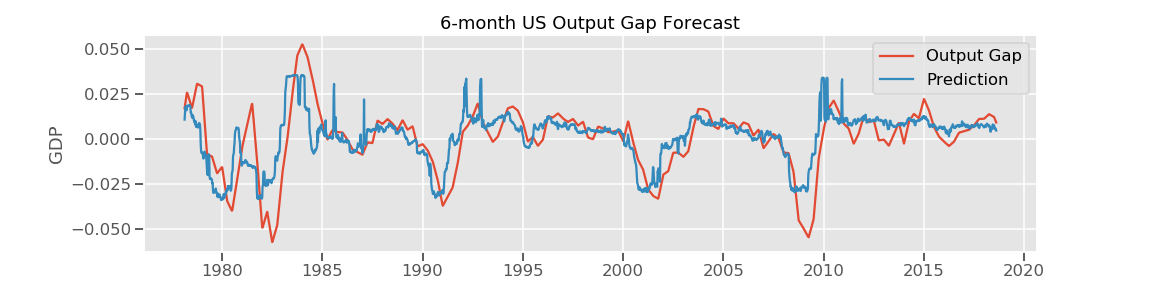 6-month US Output Gap Forecast
Output Gap
Prediction
GDP
0.050
0.025
0.000
−0.025
−0.050
1980 1985 1990 1995 2000 2005 2010 2015 2020